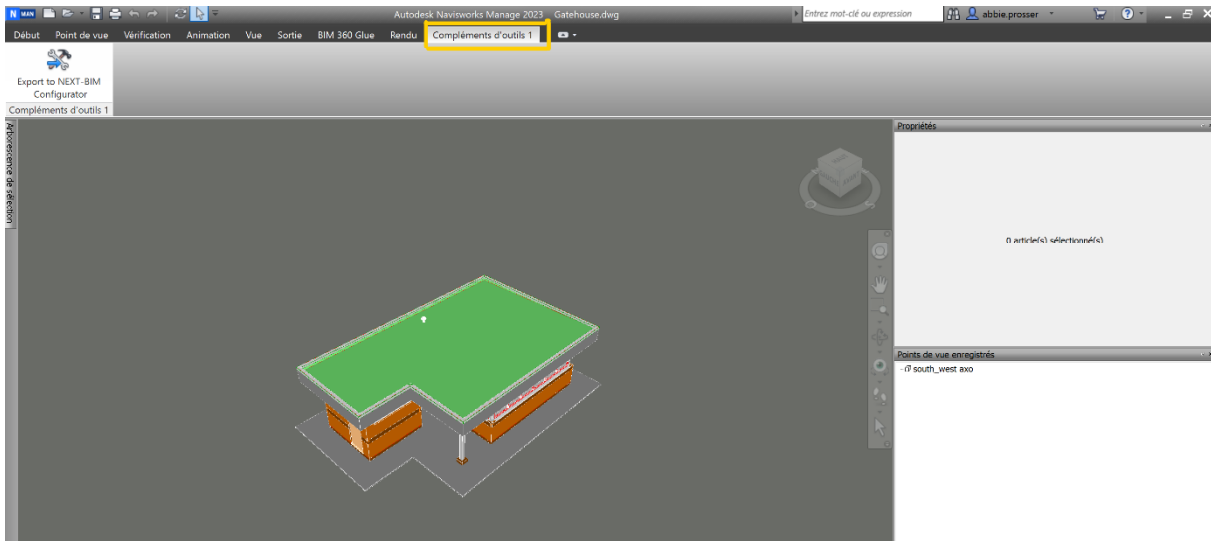 N MAN
Autodesk Navisworks Manage 2023 Gatehouse.dwg
Entrez mot-clé ou expression
abbie.prosser
Début Point de vue Vérification Animation Vue Sortie BIM 360 Glue Rendu Compléments d'outils 1
Export to NEXT-BIM
Configurator
Compléments d'outils 1
Arborescence de sélection
Propriétés
0 article(s) sélectionné(s)
Points de vue enregistrés
south_west axo